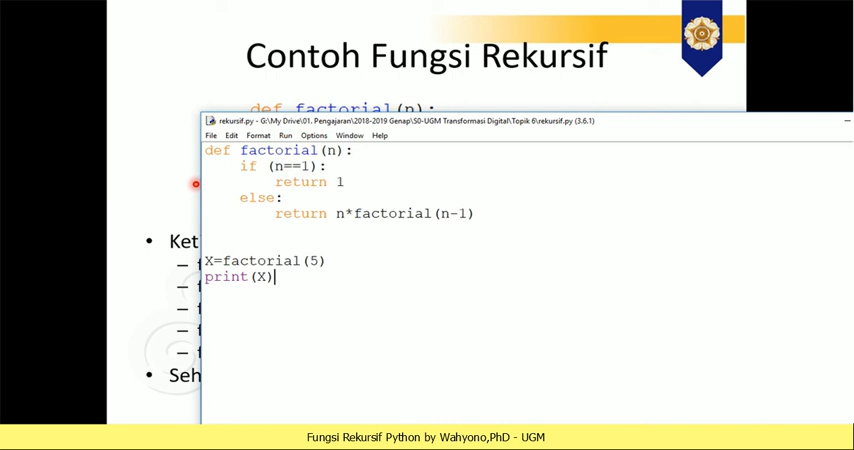 Contoh Fungsi Rekursif
def factorial(n):
rekursif.py - G:\My Drive\01. Pengajaran\2018-2019 Genap\S0-UGM Transformasi Digital\Topik 6\rekursif.py (3.6.1)
File Edit Format Run Options Window Help
def factorial(n):
if (n==1):
return 1
else:
return n*factorial(n-1)
X=factorial(5)
print(X)
• Ket
– f
–
– f
– f
– f
• Seh
Fungsi Rekursif Python by Wahyono,PhD - UGM